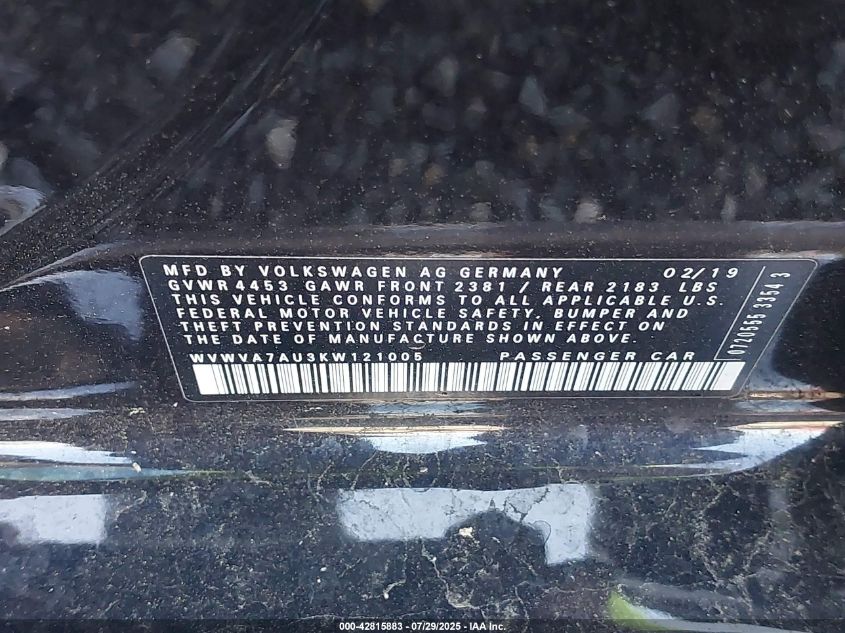 MFD BY VOLKSWAGEN AG GERMANY 02/19
GVWR 4453 GAWR FRONT 2381 / REAR 2183 LBS
THIS VEHICLE CONFORMS TO ALL APPLICABLE U.S.
FEDERAL MOTOR VEHICLE SAFETY, BUMPER AND
THEFT PREVENTION STANDARDS IN EFFECT ON
THE DATE OF MANUFACTURE SHOWN ABOVE.
WVWVA7AU3KW121005 PASSENGER CAR
0720555 3354 3
000-42815883 / 07/29/2025 - IAA Inc.